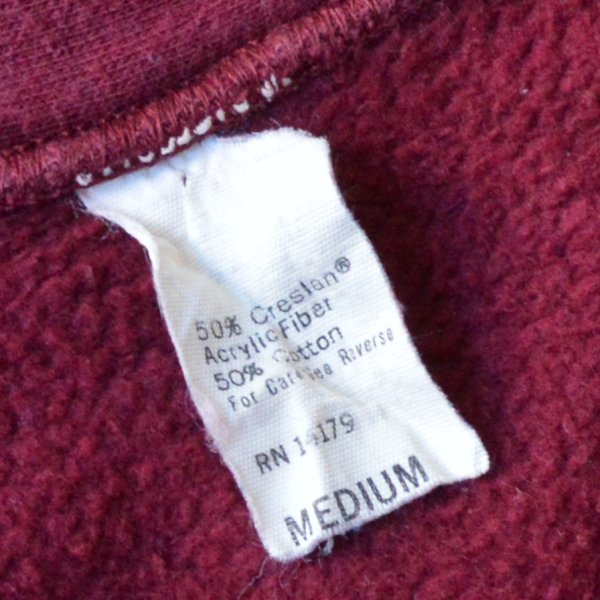 50% Creslan®
Acrylic Fiber
50% Cotton
For Care See Reverse
RN 14179
MEDIUM